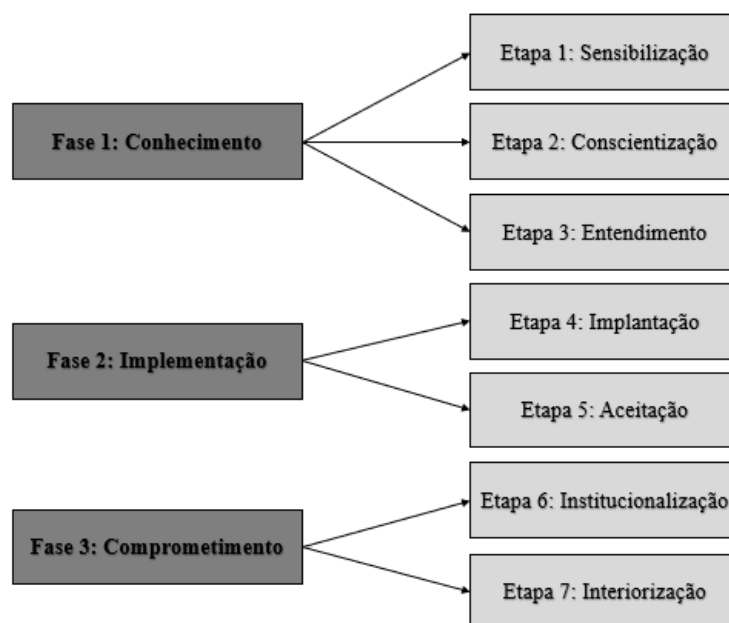 Fase 1: Conhecimento
Etapa 1: Sensibilização
Etapa 2: Conscientização
Etapa 3: Entendimento
Fase 2: Implementação
Etapa 4: Implantação
Etapa 5: Aceitação
Fase 3: Comprometimento
Etapa 6: Institucionalização
Etapa 7: Interiorização